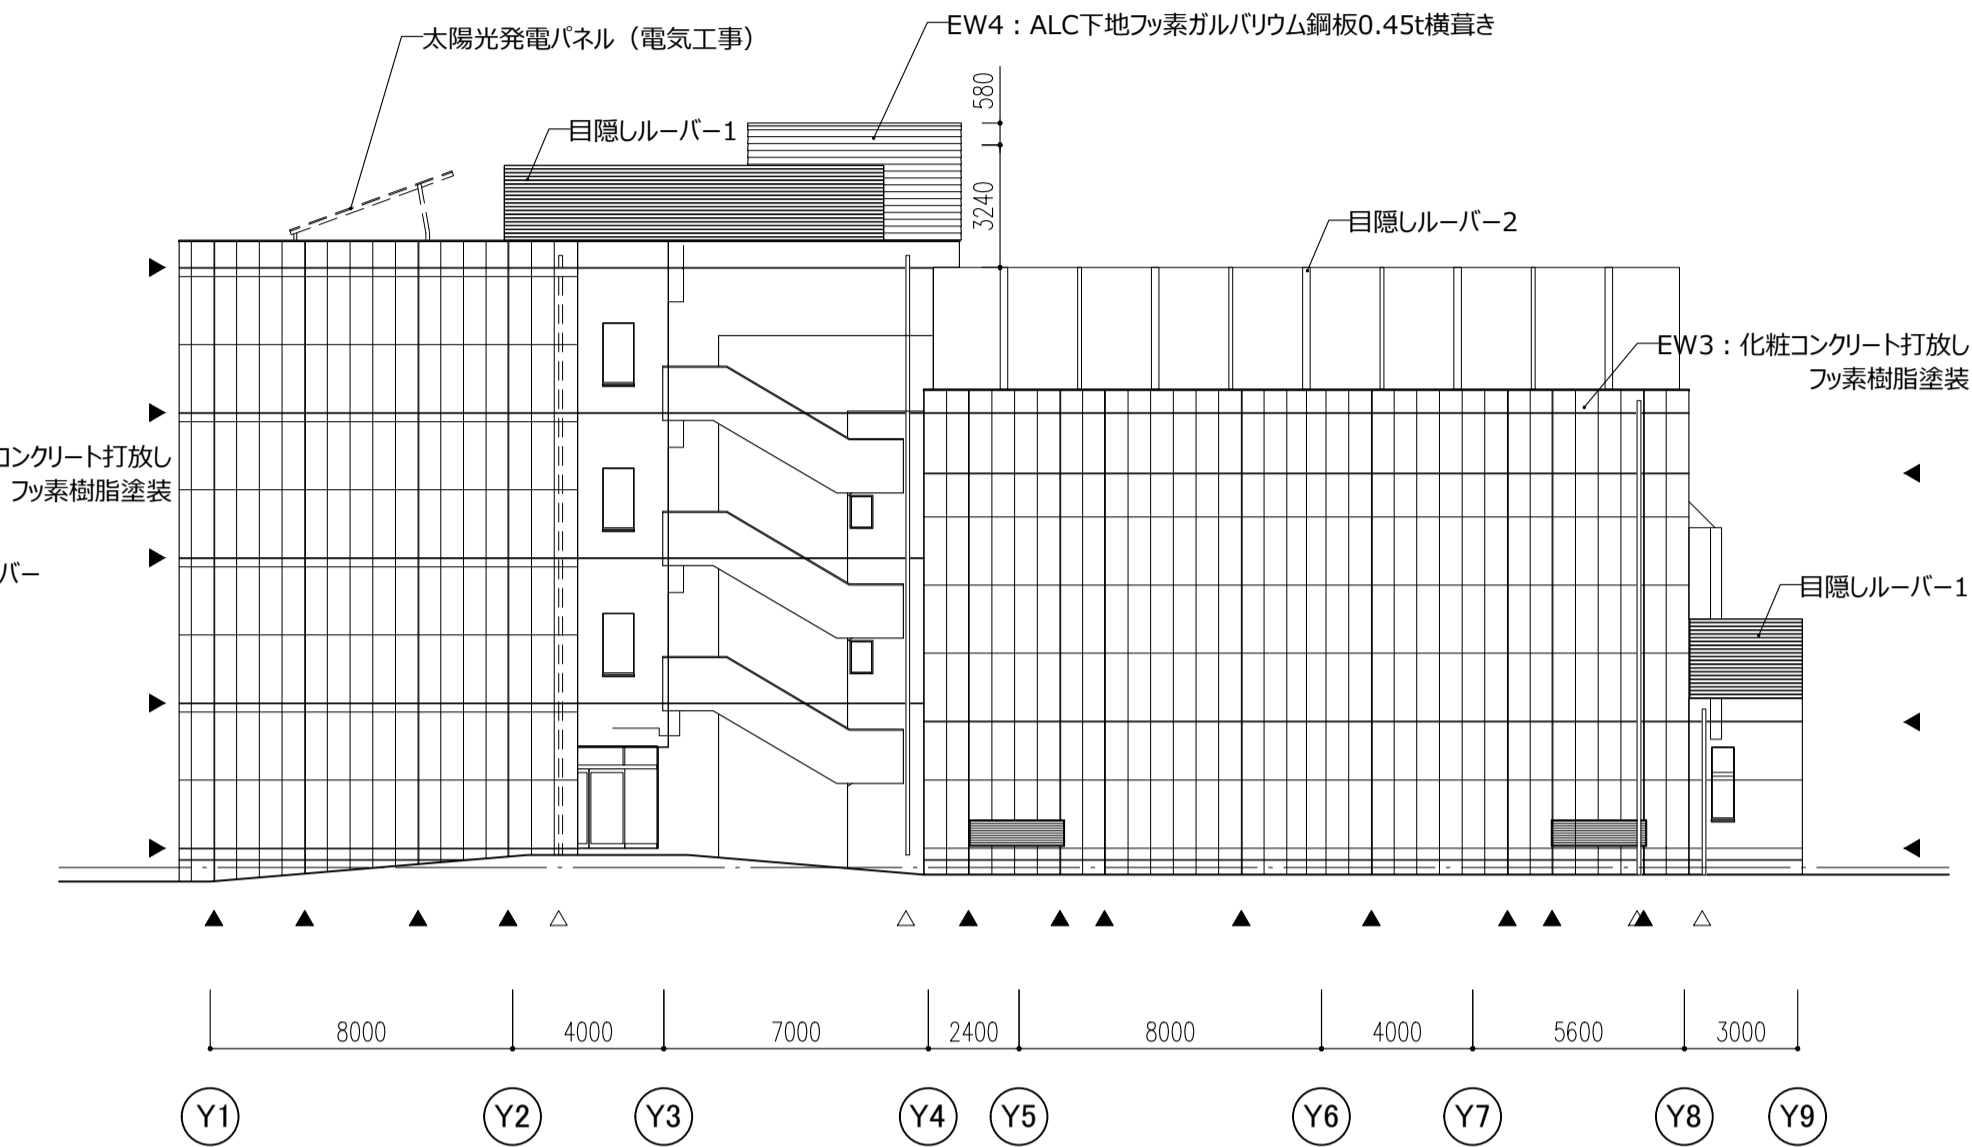 EW4：ALC下地フッ素ガルバリウム鋼板0.45t横葺き
太陽光発電パネル（電気工事）
目隠しルーバー1
580
3240
目隠しルーバー2
EW3：化粧コンクリート打放し
フッ素樹脂塗装
コンクリート打放し
フッ素樹脂塗装
バー
目隠しルーバー1
8000 4000 7000 2400 8000 4000 5600 3000
Y1 Y2 Y3 Y4 Y5 Y6 Y7 Y8 Y9